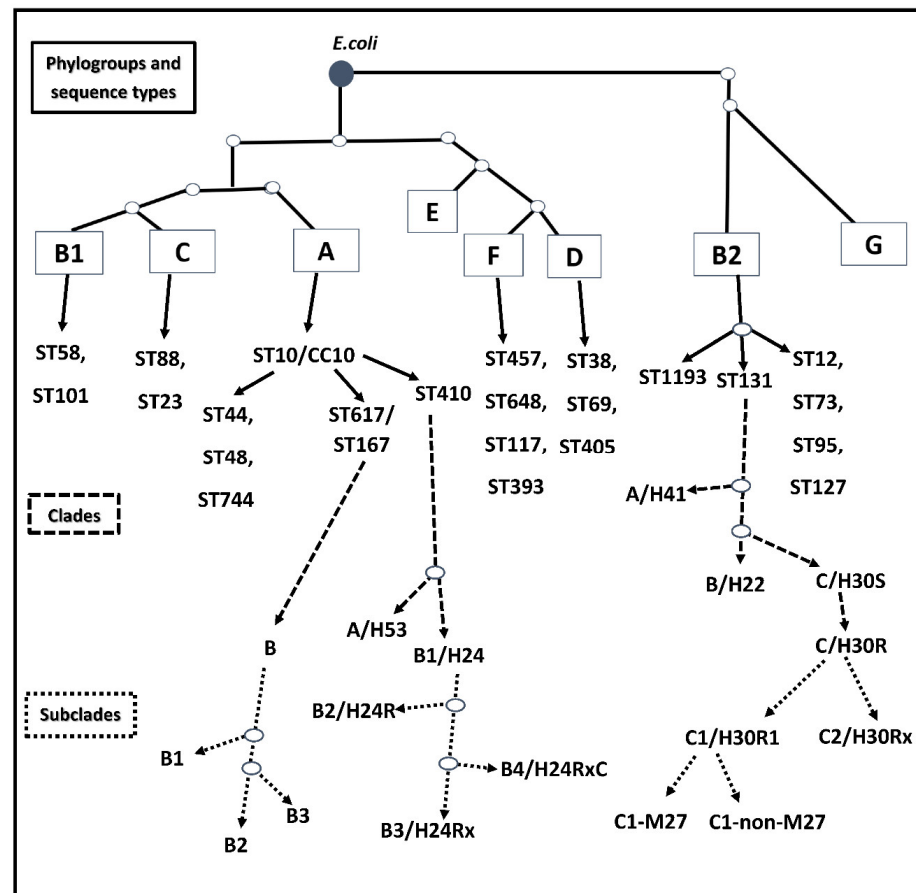 E.coli
Phylogroups and
sequence types
E
B1
C
A
F
D
B2
G
ST58,
ST101
ST88,
ST23
ST10/CC10
ST44,
ST48,
ST744
ST617/
ST167
ST410
ST457,
ST648,
ST117,
ST393
ST38,
ST69,
ST405
ST1193
ST131
ST12,
ST73,
ST95,
ST127
Clades
A/H41
B/H22
C/H30S
C/H30R
A/H53
B1/H24
B
Subclades
B1
B2
B3
B2/H24R
B4/H24RxC
B3/H24Rx
C1/H30R1
C2/H30Rx
C1-M27
C1-non-M27